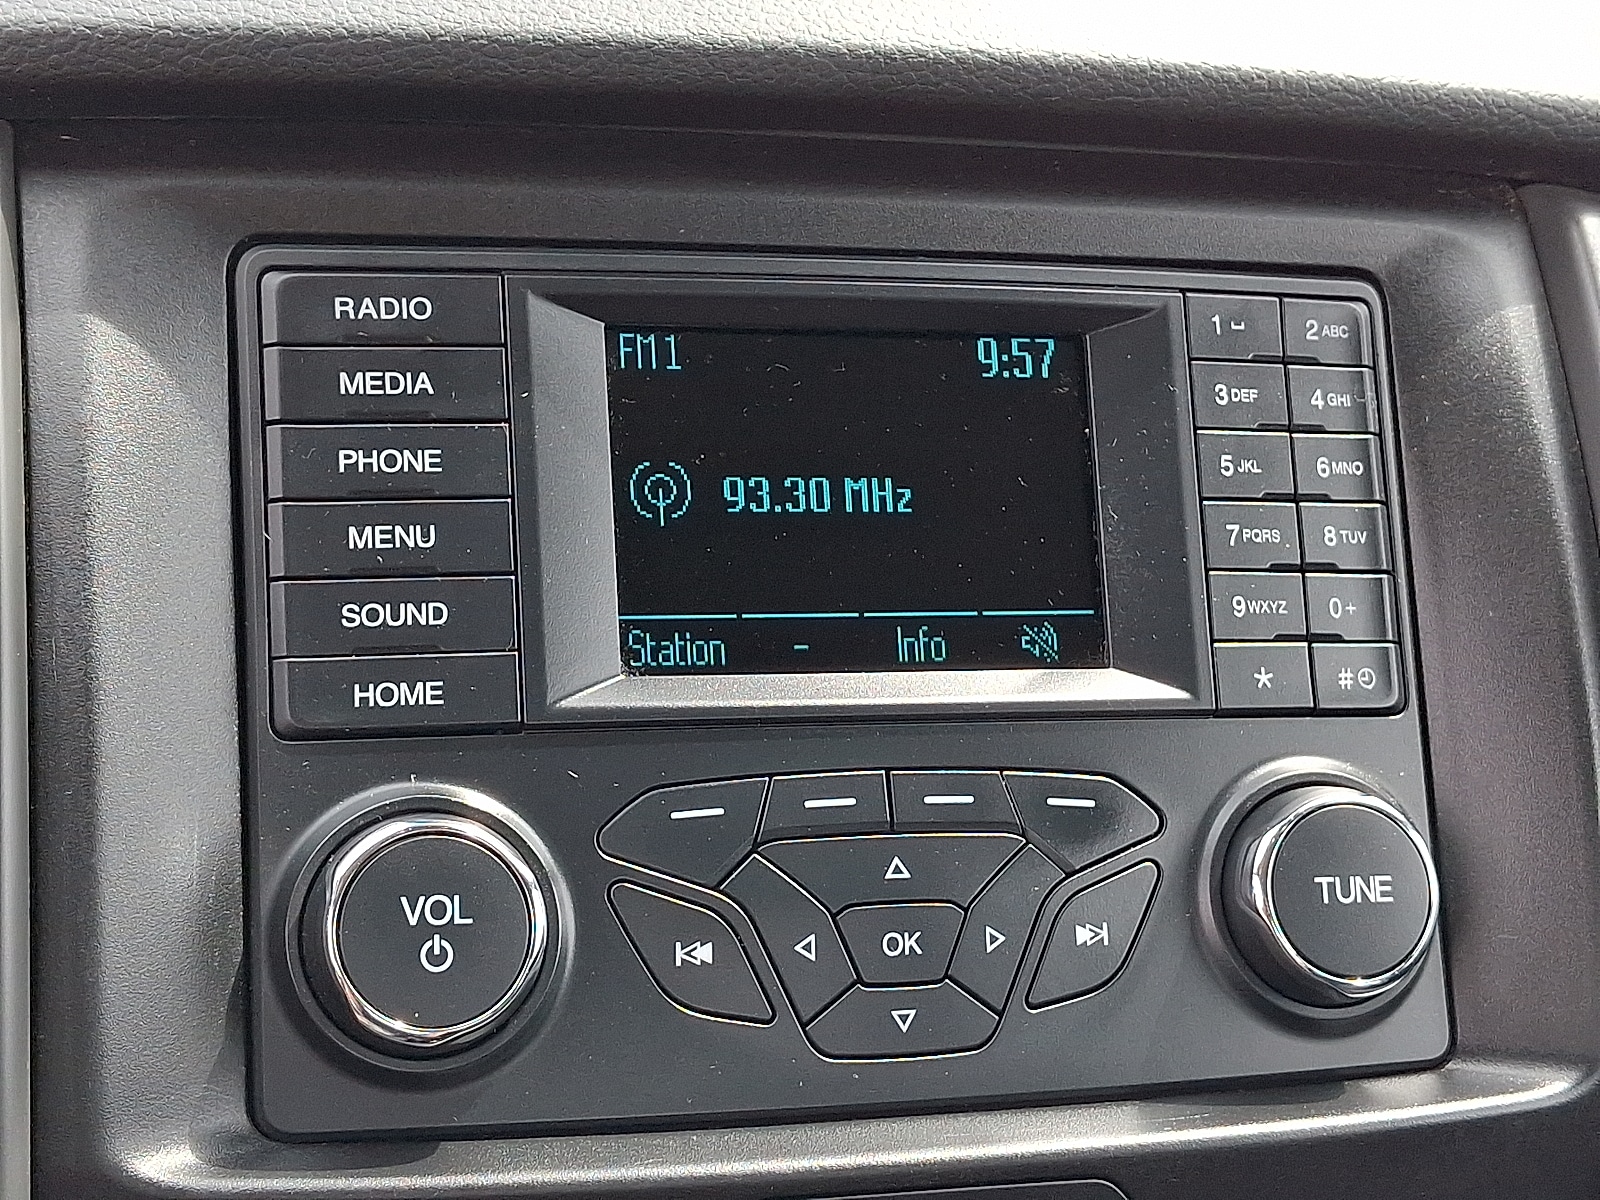 RADIO
MEDIA
PHONE
MENU
SOUND
HOME
FM1 9:57
93.30 MHz
Station - Info
1 2 ABC
3 DEF 4 GHI
5 JKL 6 MNO
7 PQRS 8 TUV
9 WXYZ 0 +
* #
VOL
OK
TUNE